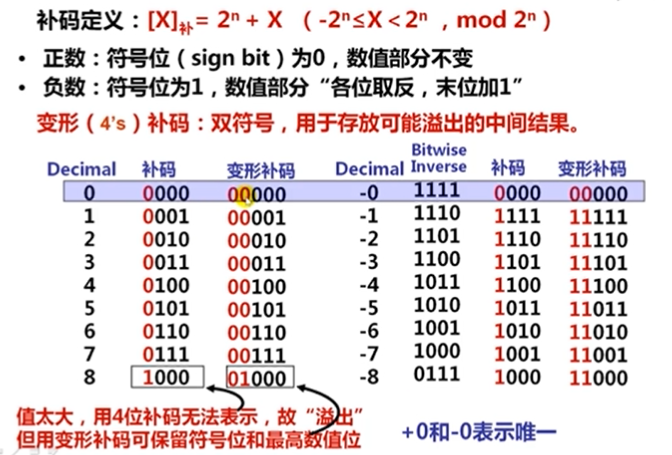 补码定义：[X]补= 2ⁿ + X （-2ⁿ≤X < 2ⁿ ，mod 2ⁿ）
• 正数：符号位（sign bit）为0，数值部分不变
• 负数：符号位为1，数值部分“各位取反，末位加1”
变形（4's）补码：双符号，用于存放可能溢出的中间结果。
Decimal 补码 变形补码 Decimal Bitwise Inverse 补码 变形补码
0 0000 00000 -0 1111 0000 00000
1 0001 00001 -1 1110 1111 11111
2 0010 00010 -2 1101 1110 11110
3 0011 00011 -3 1100 1101 11101
4 0100 00100 -4 1011 1100 11100
5 0101 00101 -5 1010 1011 11011
6 0110 00110 -6 1001 1010 11010
7 0111 00111 -7 1000 1001 11001
8 1000 01000 -8 0111 1000 11000
值太大，用4位补码无法表示，故“溢出”
但用变形补码可保留符号位和最高数值位
+0和-0表示唯一